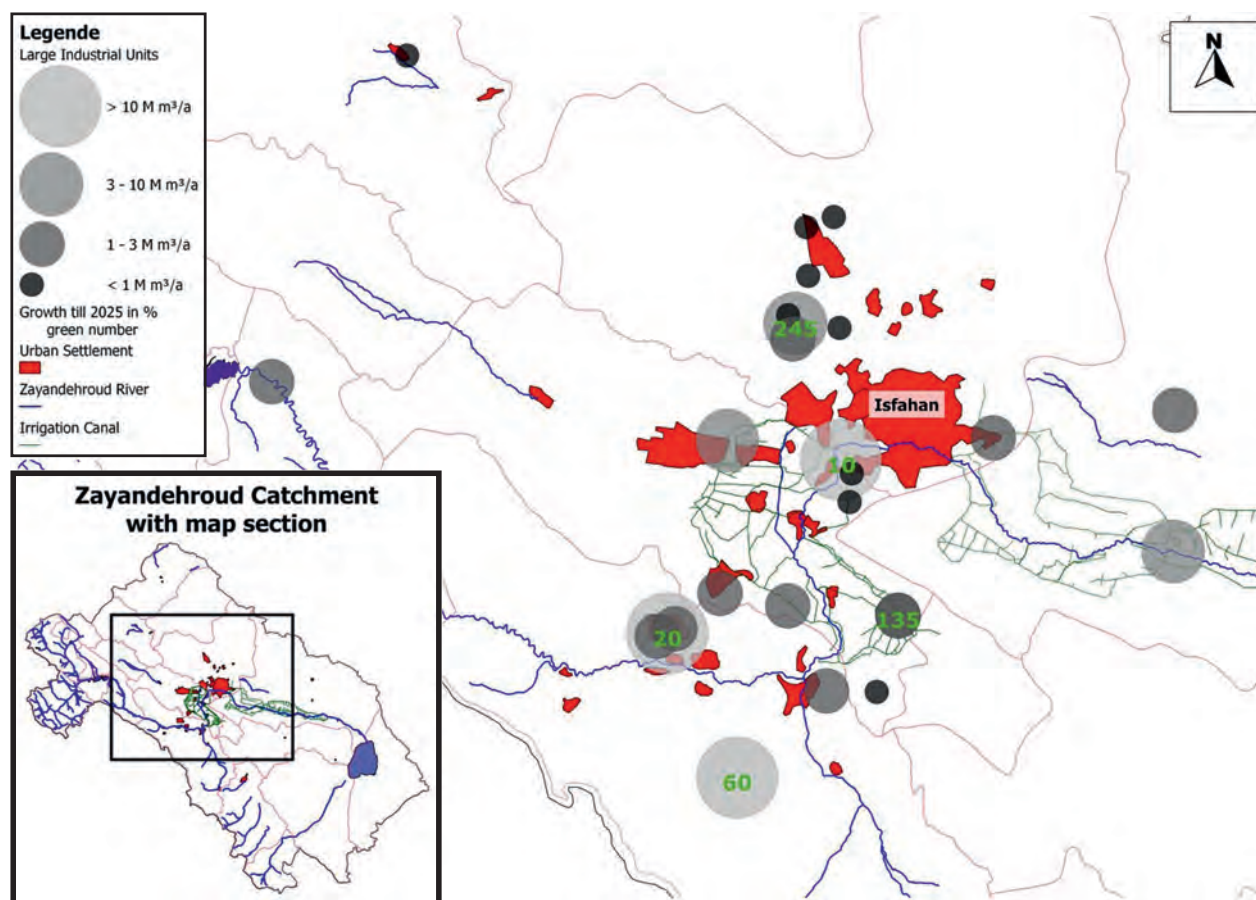 Legende
Large Industrial Units
> 10 M m³/a
3 - 10 M m³/a
1 - 3 M m³/a
< 1 M m³/a
Growth till 2025 in %
green number
Urban Settlement
Zayandehroud River
Irrigation Canal
N
245
Isfahan
10
20
135
60
Zayandehroud Catchment
with map section